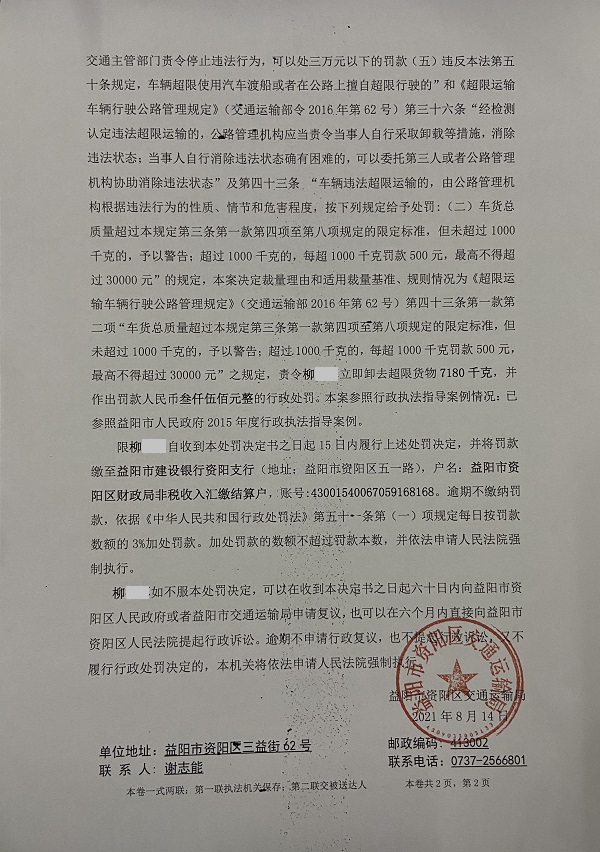 交通主管部门责令停止违法行为，可以处三万元以下的罚款（五）违反本法第五
十条规定，车辆超限使用汽车渡船或者在公路上擅自超限行驶的”和《超限运输
车辆行驶公路管理规定》（交通运输部令2016年第62号）第三十六条“经检测
认定违法超限运输的，公路管理机构应当责令当事人自行采取卸载等措施，消除
违法状态；当事人自行消除违法状态确有困难的，可以委托第三人或者公路管理
机构协助消除违法状态”及第四十三条 “车辆违法超限运输的，由公路管理机
构根据违法行为的性质、情节和危害程度，按下列规定给予处罚：（二）车货总
质量超过本规定第三条第一款第四项至第八项规定的限定标准，但未超过1000
千克的，予以警告；超过1000千克的，每超1000千克罚款500元，最高不得超
过30000元”的规定，本案决定裁量理由和适用裁量基准、规则情况为《超限运
输车辆行驶公路管理规定》（交通运输部2016年第62号）第四十三条第一款第
二项“车货总质量超过本规定第三条第一款第四项至第八项规定的限定标准，但
未超过1000千克的，予以警告；超过1000千克的，每超1000千克罚款500元，
最高不得超过30000元”之规定，责令柳 立即卸去超限货物7180千克，并
作出罚款人民币叁仟伍佰元整的行政处罚。本案参照行政执法指导案例情况：已
参照益阳市人民政府2015年度行政执法指导案例。
限柳 自收到本处罚决定书之日起15日内履行上述处罚决定，并将罚款
缴至益阳市建设银行资阳支行（地址：益阳市资阳区五一路），户名：益阳市资
阳区财政局非税收入汇缴结算户，账号:43001540067059168168。逾期不缴纳罚
款，依据《中华人民共和国行政处罚法》第五十一条第（一）项规定每日按罚款
数额的3%加处罚款。加处罚款的数额不超过罚款本数，并依法申请人民法院强
制执行。
柳 如不服本处罚决定，可以在收到本决定书之日起六十日内向益阳市资
阳区人民政府或者益阳市交通运输局申请复议，也可以在六个月内直接向益阳市
资阳区人民法院提起行政诉讼。逾期不申请行政复议，也不提起行政诉讼，又不
履行行政处罚决定的，本机关将依法申请人民法院强制执行。
益阳市资阳区交通运输局
益阳市资阳区交通运输局
2021年8月14日
单位地址：益阳市资阳区三益街62号
邮政编码：413002
联系人：谢志能
联系电话：0737-2566801
本卷一式两联：第一联执法机关保存；第二联交被送达人
本卷共2页，第2页